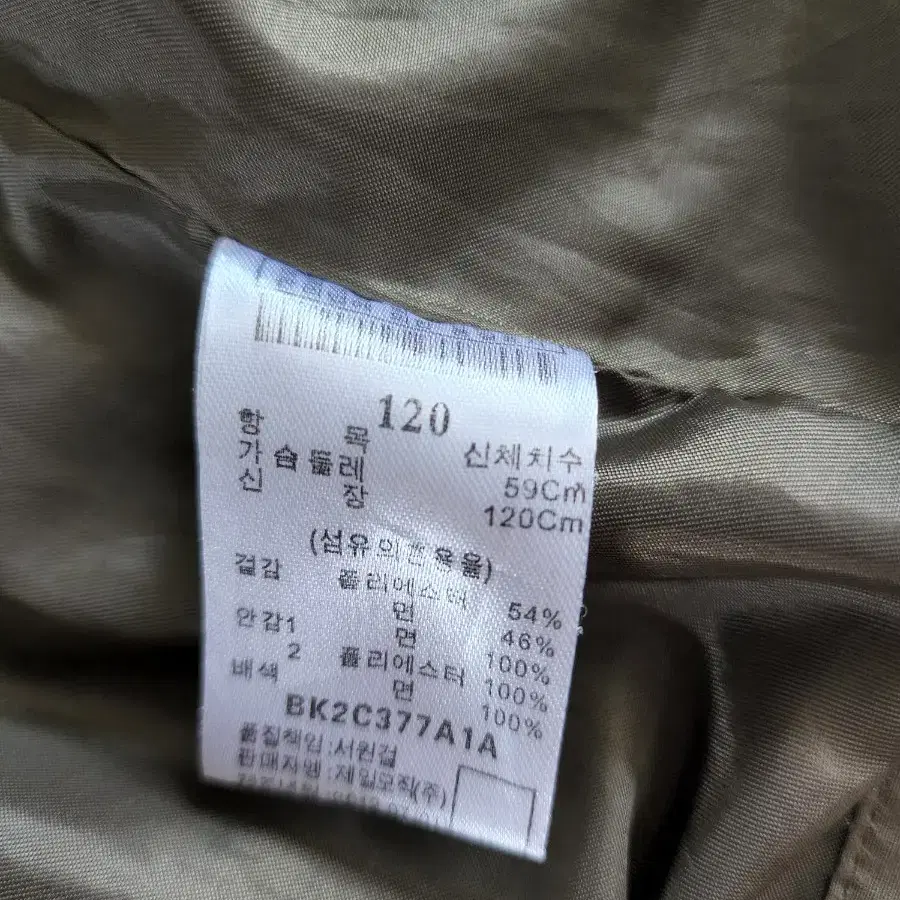 120
항 목 신체치수
가슴둘레 59Cm
신 장 120Cm
(섬유의혼용율)
겉감 폴리에스터 54%
면 46%
안감1 면 100%
2 폴리에스터 100%
배색 면 100%
BK2C377A1A
품질책임:서원걸
판매자명:제일모직(주)